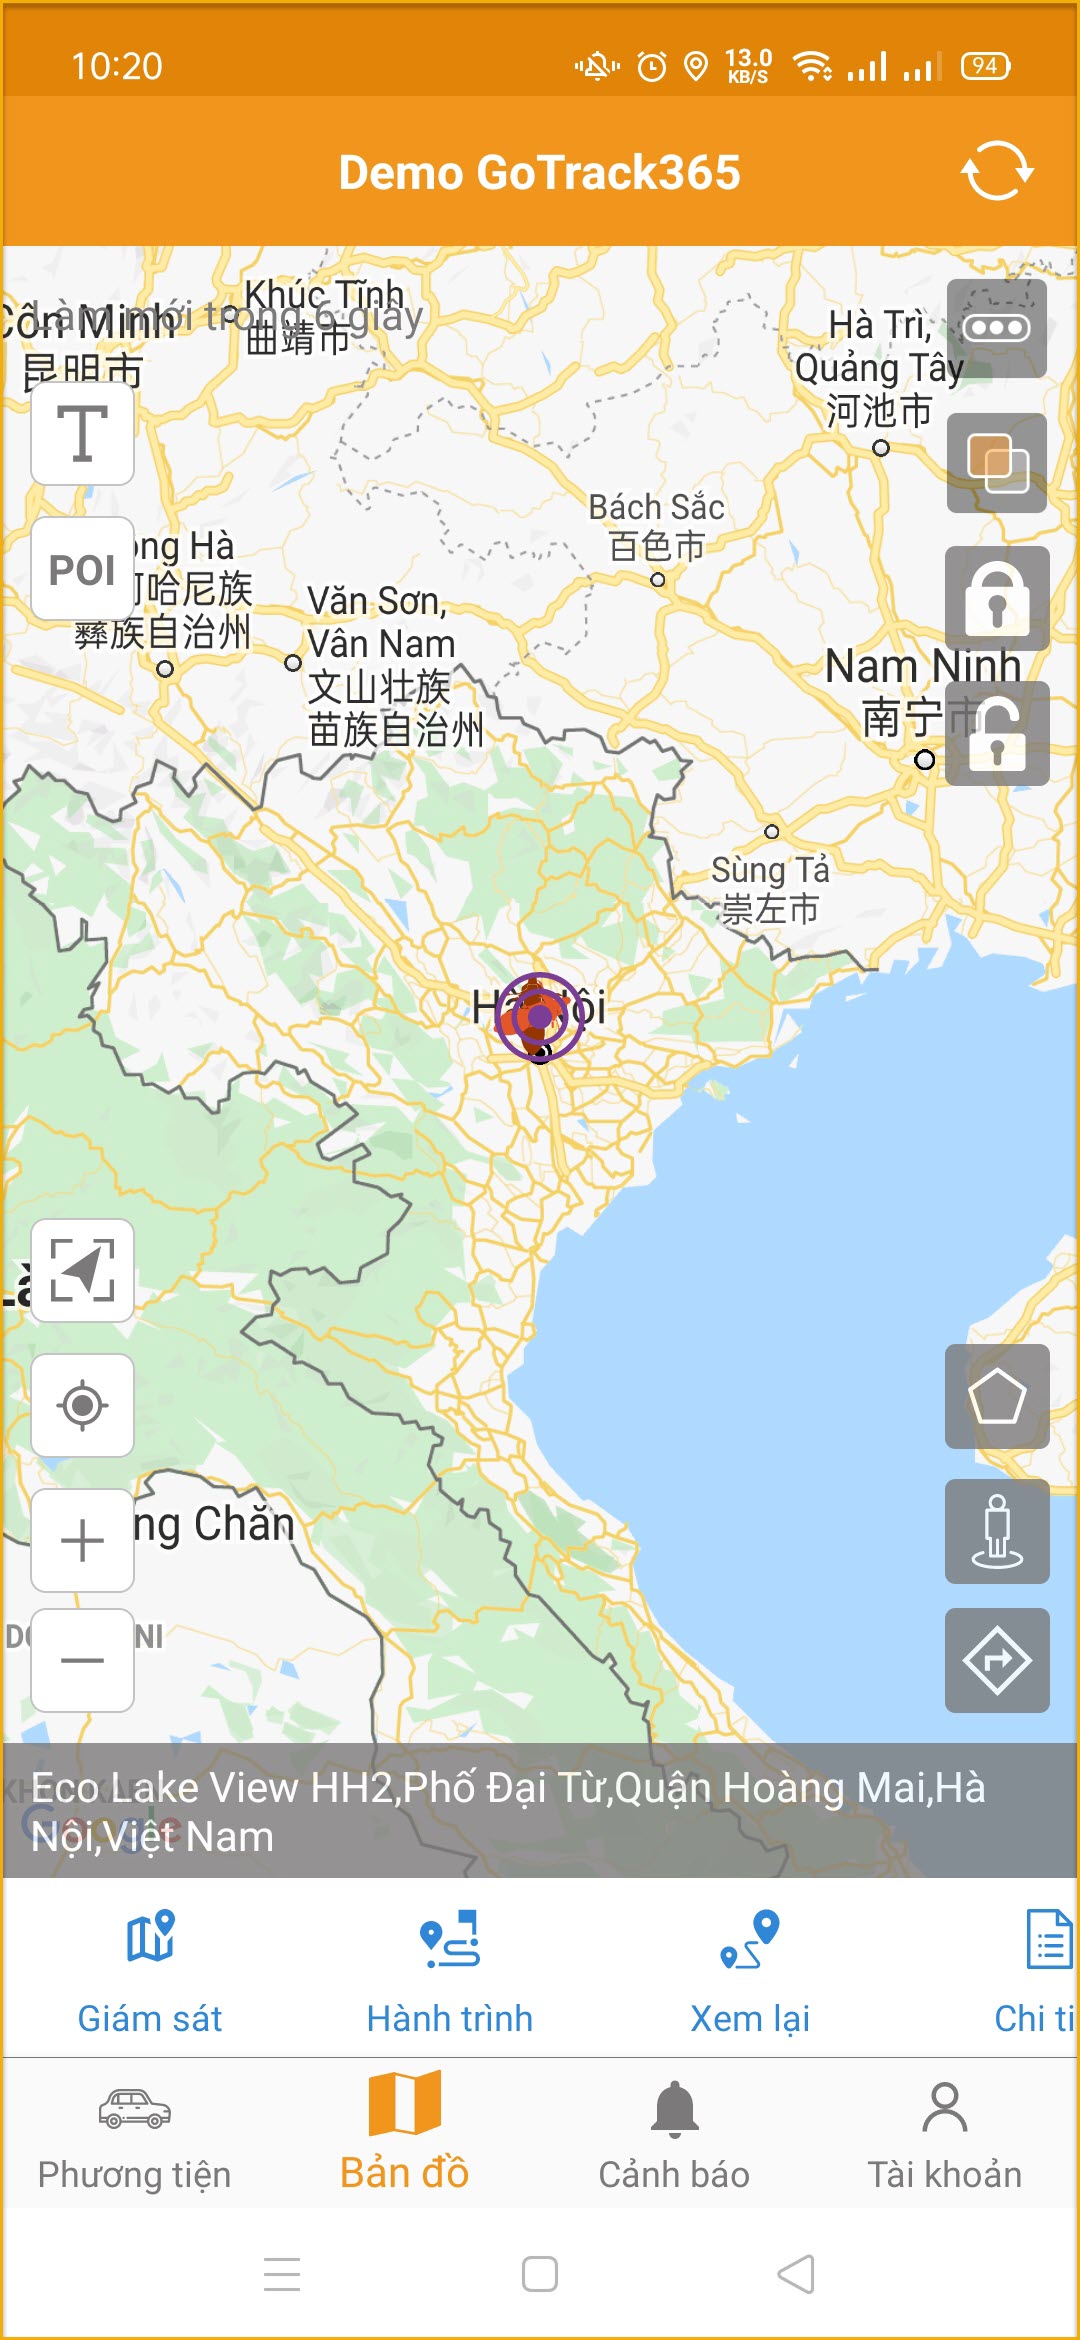 10:20
13.0
KB/S
94
Demo GoTrack365
Làm mới trong 6 giây
Côn Minh
昆明市
Khúc Tĩnh
曲靖市
Hà Trì,
Quảng Tây
河池市
T
POI
Bách Sắc
百色市
ong Hà
哈尼族
彝族自治州
Văn Sơn,
Vân Nam
文山壮族
苗族自治州
Nam Ninh
南宁市
Sùng Tả
崇左市
Hà Nội
ng Chăn
NI
Eco Lake View HH2,Phố Đại Từ,Quận Hoàng Mai,Hà
Nội,Việt Nam
Google
Giám sát
Hành trình
Xem lại
Chi ti
Phương tiện
Bản đồ
Cảnh báo
Tài khoản